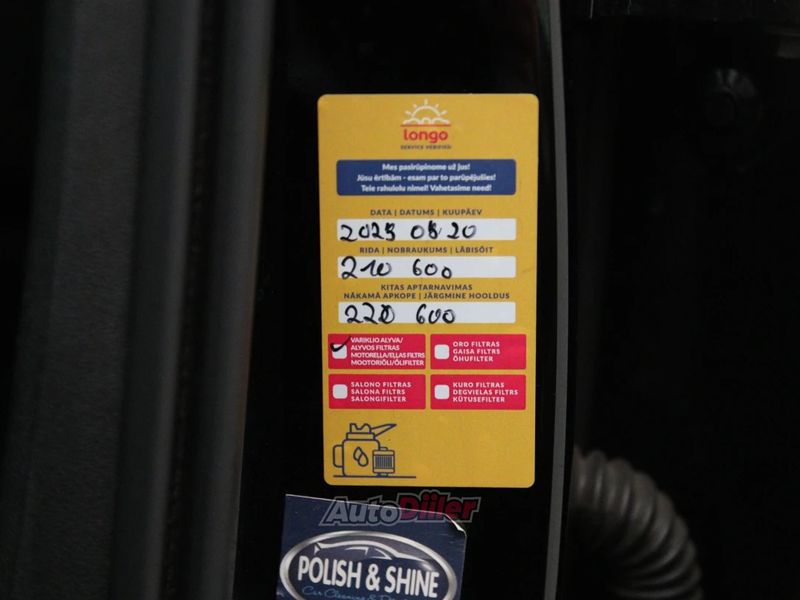 longo
SERVICE VERIFIED
Mes pasirūpinome už Jus!
Jūsu ērtībām - esam par to parūpējušies!
Teie rahulolu nimel! Vahetasime need!
DATA | DATUMS | KUUPÄEV
2025 05 20
RIDA | NOBRAUKUMS | LÄBISÕIT
210 600
KITAS APTARNAVIMAS
NĀKAMĀ APKOPE | JÄRGMINE HOOLDUS
220 600
VARIKLIO ALYVA/
ALYVOS FILTRAS
MOTORELLA/EĻĻAS FILTRS
MOOTORIÕLI/ÕLIFILTER
ORO FILTRAS
GAISA FILTRS
ÕHUFILTER
SALONO FILTRAS
SALONA FILTRS
SALONGIFILTER
KURO FILTRAS
DEGVIELAS FILTRS
KÜTUSEFILTER
AutoDiiler
POLISH & SHINE